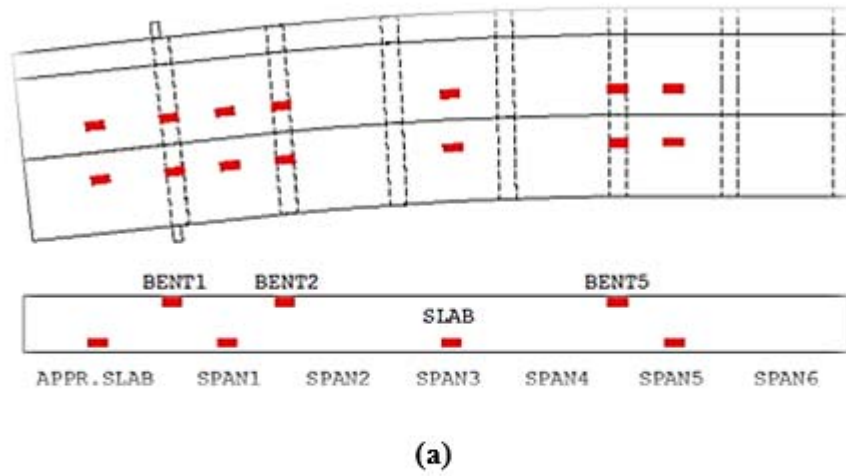 BENT1 BENT2 BENT5
SLAB
APPR.SLAB SPAN1 SPAN2 SPAN3 SPAN4 SPAN5 SPAN6
(a)